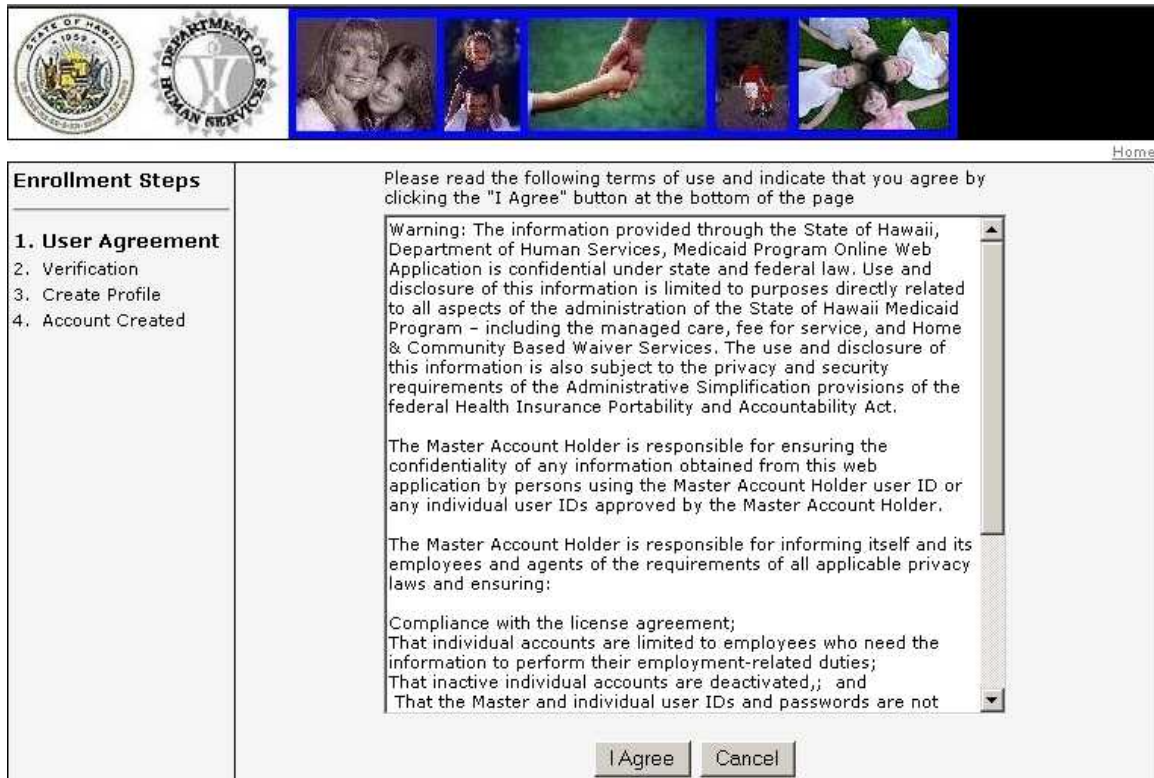 STATE OF HAWAII
1959
DEPARTMENT OF HUMAN SERVICES
Home
Enrollment Steps
1. User Agreement
2. Verification
3. Create Profile
4. Account Created
Please read the following terms of use and indicate that you agree by
clicking the "I Agree" button at the bottom of the page
Warning: The information provided through the State of Hawaii,
Department of Human Services, Medicaid Program Online Web
Application is confidential under state and federal law. Use and
disclosure of this information is limited to purposes directly related
to all aspects of the administration of the State of Hawaii Medicaid
Program – including the managed care, fee for service, and Home
& Community Based Waiver Services. The use and disclosure of
this information is also subject to the privacy and security
requirements of the Administrative Simplification provisions of the
federal Health Insurance Portability and Accountability Act.
The Master Account Holder is responsible for ensuring the
confidentiality of any information obtained from this web
application by persons using the Master Account Holder user ID or
any individual user IDs approved by the Master Account Holder.
The Master Account Holder is responsible for informing itself and its
employees and agents of the requirements of all applicable privacy
laws and ensuring:
Compliance with the license agreement;
That individual accounts are limited to employees who need the
information to perform their employment-related duties;
That inactive individual accounts are deactivated,; and
That the Master and individual user IDs and passwords are not
I Agree
Cancel